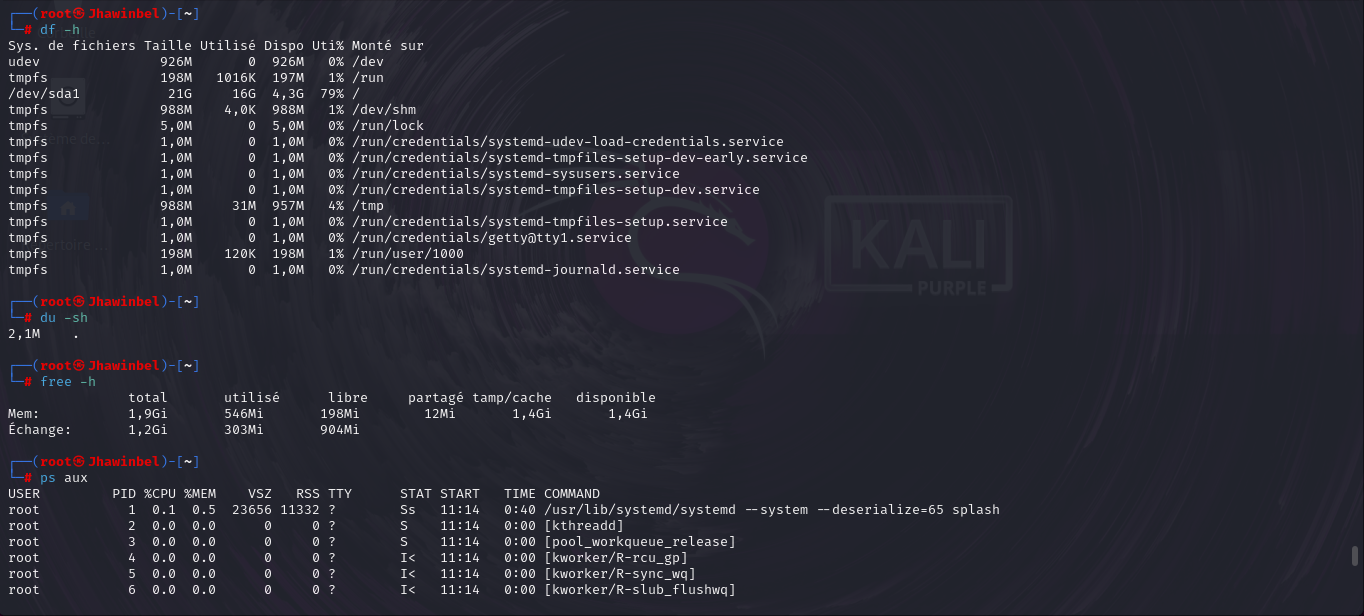 ┌──(root㉿Jhawinbel)-[~]
└─# df -h
Sys. de fichiers Taille Utilisé Dispo Uti% Monté sur
udev               926M       0  926M   0% /dev
tmpfs              198M   1016K  197M   1% /run
/dev/sda1           21G     16G  4,3G  79% /
tmpfs              988M    4,0K  988M   1% /dev/shm
tmpfs              5,0M       0  5,0M   0% /run/lock
tmpfs              1,0M       0  1,0M   0% /run/credentials/systemd-udev-load-credentials.service
tmpfs              1,0M       0  1,0M   0% /run/credentials/systemd-tmpfiles-setup-dev-early.service
tmpfs              1,0M       0  1,0M   0% /run/credentials/systemd-sysusers.service
tmpfs              1,0M       0  1,0M   0% /run/credentials/systemd-tmpfiles-setup-dev.service
tmpfs              988M     31M  957M   4% /tmp
tmpfs              1,0M       0  1,0M   0% /run/credentials/systemd-tmpfiles-setup.service
tmpfs              1,0M       0  1,0M   0% /run/credentials/getty@tty1.service
tmpfs              198M    120K  198M   1% /run/user/1000
tmpfs              1,0M       0  1,0M   0% /run/credentials/systemd-journald.service
KALI
PURPLE
┌──(root㉿Jhawinbel)-[~]
└─# du -sh
2,1M    .
┌──(root㉿Jhawinbel)-[~]
└─# free -h
               total       utilisé      libre      partagé tamp/cache   disponible
Mem:           1,9Gi       546Mi       198Mi        12Mi       1,4Gi       1,4Gi
Échange:       1,2Gi       303Mi       904Mi
┌──(root㉿Jhawinbel)-[~]
└─# ps aux
USER         PID %CPU %MEM    VSZ   RSS TTY      STAT START   TIME COMMAND
root           1  0.1  0.5  23656 11332 ?        Ss   11:14   0:40 /usr/lib/systemd/systemd --system --deserialize=65 splash
root           2  0.0  0.0      0     0 ?        S    11:14   0:00 [kthreadd]
root           3  0.0  0.0      0     0 ?        S    11:14   0:00 [pool_workqueue_release]
root           4  0.0  0.0      0     0 ?        I<   11:14   0:00 [kworker/R-rcu_gp]
root           5  0.0  0.0      0     0 ?        I<   11:14   0:00 [kworker/R-sync_wq]
root           6  0.0  0.0      0     0 ?        I<   11:14   0:00 [kworker/R-slub_flushwq]